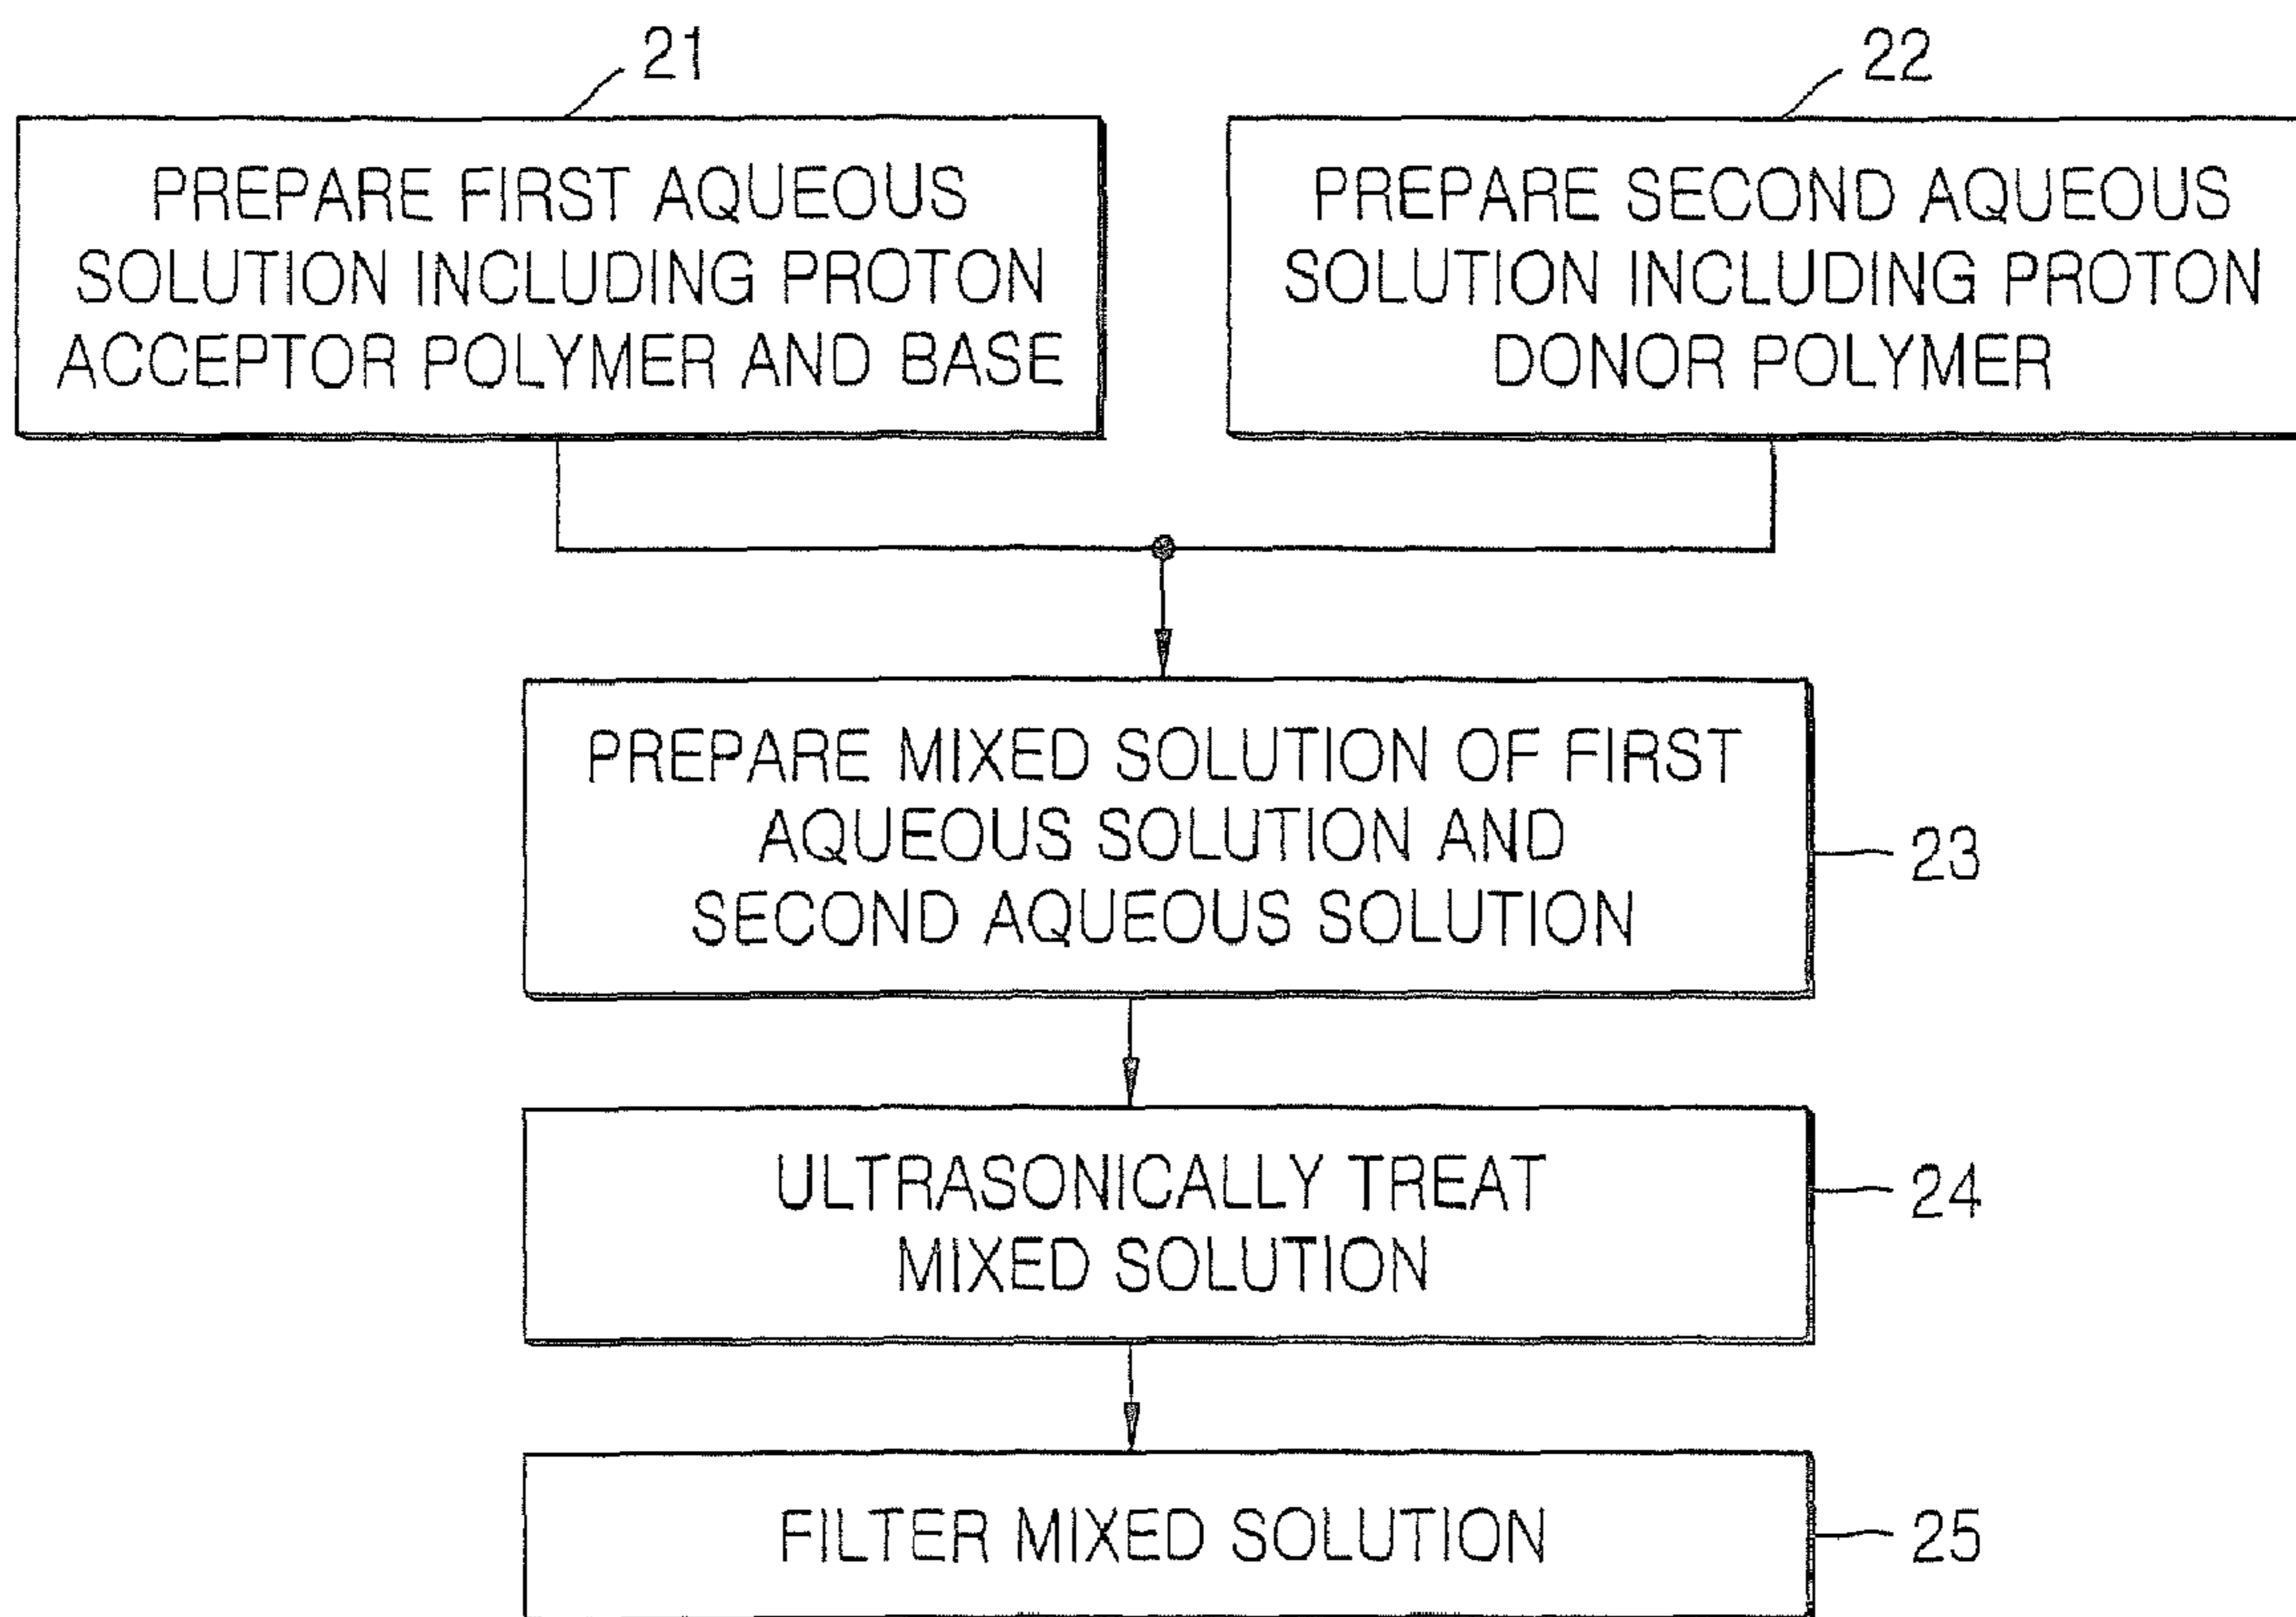 21
22
PREPARE FIRST AQUEOUS
SOLUTION INCLUDING PROTON
ACCEPTOR POLYMER AND BASE
PREPARE SECOND AQUEOUS
SOLUTION INCLUDING PROTON
DONOR POLYMER
PREPARE MIXED SOLUTION OF FIRST
AQUEOUS SOLUTION AND
SECOND AQUEOUS SOLUTION
23
ULTRASONICALLY TREAT
MIXED SOLUTION
24
FILTER MIXED SOLUTION
25